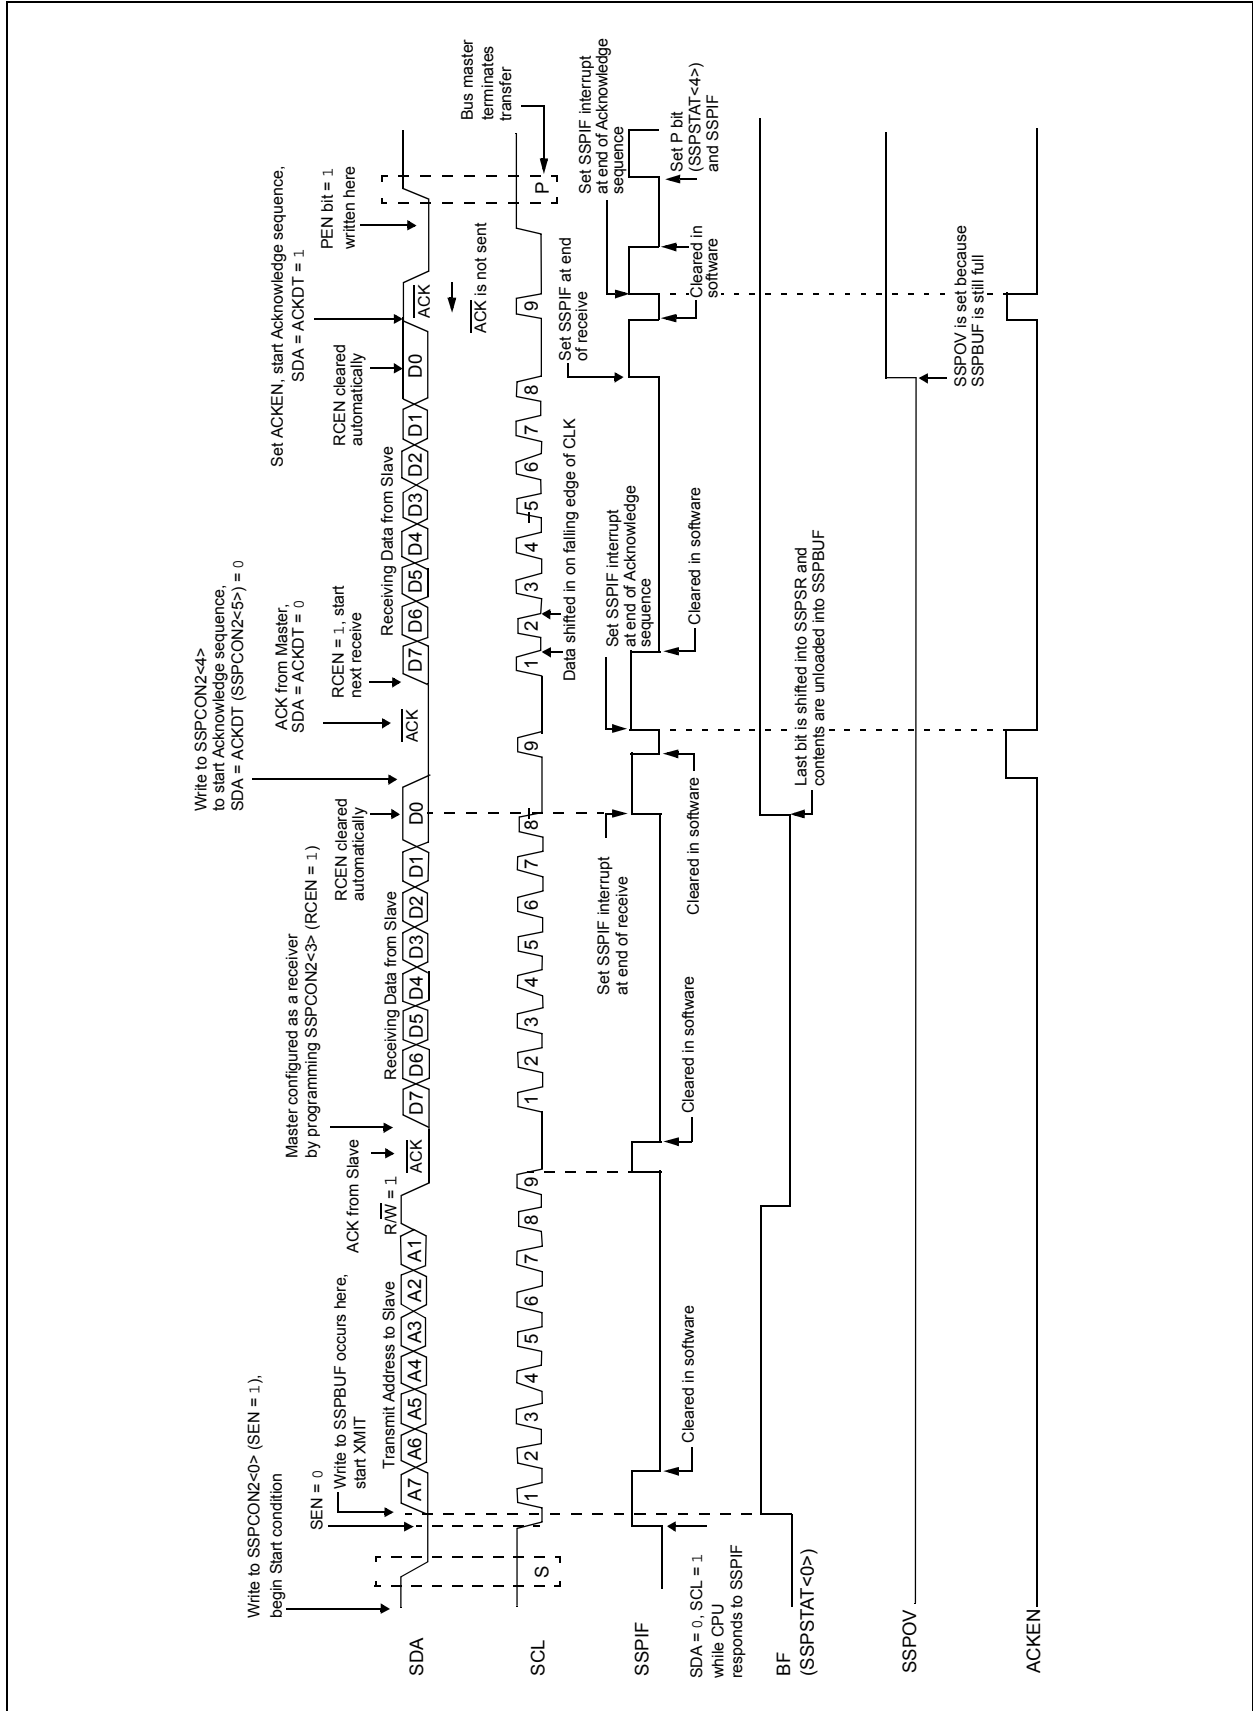 Write to SSPCON2<0> (SEN = 1),
begin Start condition
SEN = 0
Write to SSPBUF occurs here,
start XMIT
Transmit Address to Slave
R/W = 1
ACK from Slave
Master configured as a receiver
by programming SSPCON2<3> (RCEN = 1)
Receiving Data from Slave
RCEN cleared
automatically
Write to SSPCON2<4>
to start Acknowledge sequence,
SDA = ACKDT (SSPCON2<5>) = 0
ACK from Master,
SDA = ACKDT = 0
RCEN = 1, start
next receive
Receiving Data from Slave
RCEN cleared
automatically
Set ACKEN, start Acknowledge sequence,
SDA = ACKDT = 1
PEN bit = 1
written here
SDA
A7 A6 A5 A4 A3 A2 A1
ACK
D7 D6 D5 D4 D3 D2 D1 D0
ACK
D7 D6 D5 D4 D3 D2 D1 D0
ACK
ACK is not sent
Bus master
terminates
transfer
SCL
S
1 2 3 4 5 6 7 8 9
1 2 3 4 5 6 7 8 9
1 2 3 4 5 6 7 8 9
P
Data shifted in on falling edge of CLK
Set SSPIF interrupt
at end of receive
Set SSPIF interrupt
at end of Acknowledge
sequence
Set SSPIF at end
of receive
Set SSPIF interrupt
at end of Acknowledge
sequence
SSPIF
Cleared in software
Cleared in software
Cleared in software
Cleared in software
Cleared in
software
Set P bit
(SSPSTAT<4>)
and SSPIF
SDA = 0, SCL = 1
while CPU
responds to SSPIF
BF
(SSPSTAT<0>)
Last bit is shifted into SSPSR and
contents are unloaded into SSPBUF
SSPOV
SSPOV is set because
SSPBUF is still full
ACKEN